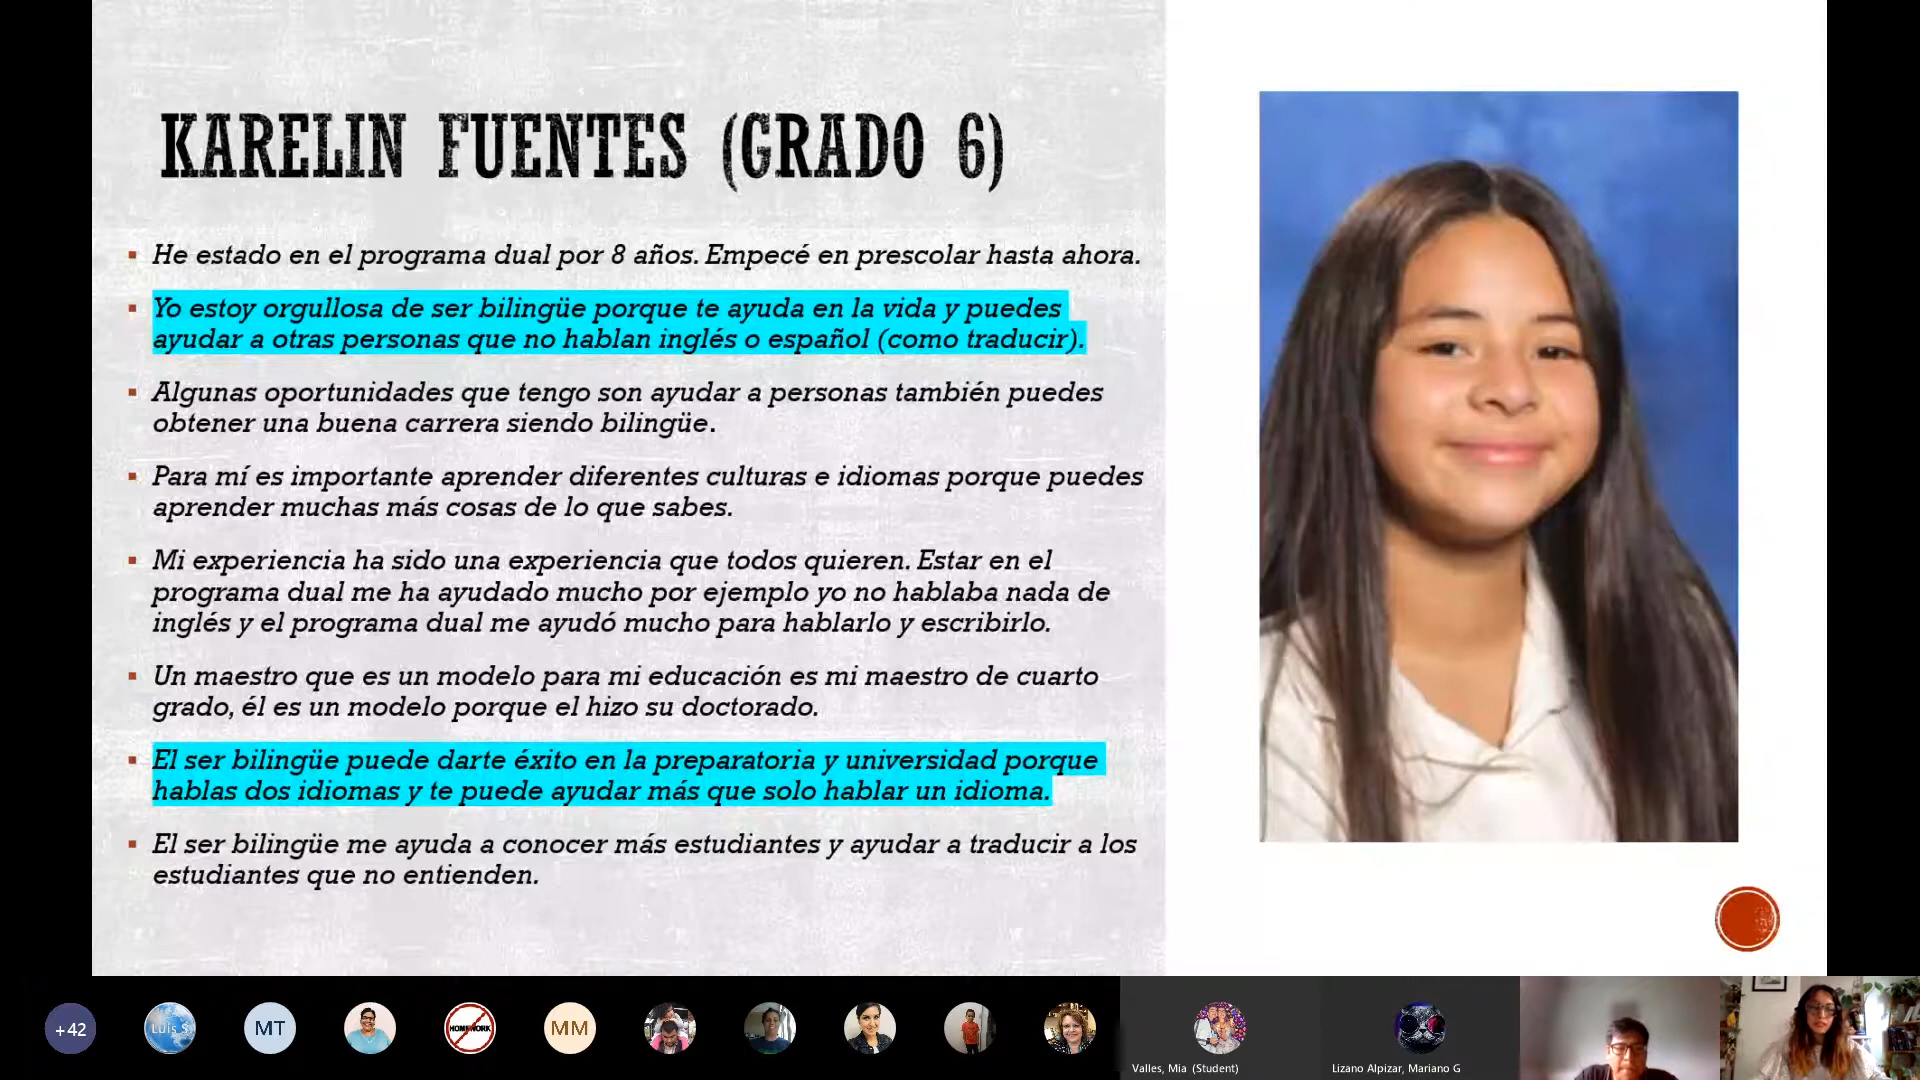 KARELIN FUENTES (GRADO 6)
He estado en el programa dual por 8 años. Empecé en prescolar hasta ahora.
Yo estoy orgullosa de ser bilingüe porque te ayuda en la vida y puedes
ayudar a otras personas que no hablan inglés o español (como traducir).
Algunas oportunidades que tengo son ayudar a personas también puedes
obtener una buena carrera siendo bilingüe.
Para mí es importante aprender diferentes culturas e idiomas porque puedes
aprender muchas más cosas de lo que sabes.
Mi experiencia ha sido una experiencia que todos quieren. Estar en el
programa dual me ha ayudado mucho por ejemplo yo no hablaba nada de
inglés y el programa dual me ayudó mucho para hablarlo y escribirlo.
Un maestro que es un modelo para mi educación es mi maestro de cuarto
grado, él es un modelo porque el hizo su doctorado.
El ser bilingüe puede darte éxito en la preparatoria y universidad porque
hablas dos idiomas y te puede ayudar más que solo hablar un idioma.
El ser bilingüe me ayuda a conocer más estudiantes y ayudar a traducir a los
estudiantes que no entienden.
+42
Luis S
MT
HOMEWORK
MM
Valles, Mia (Student)
Lizano Alpizar, Mariano G